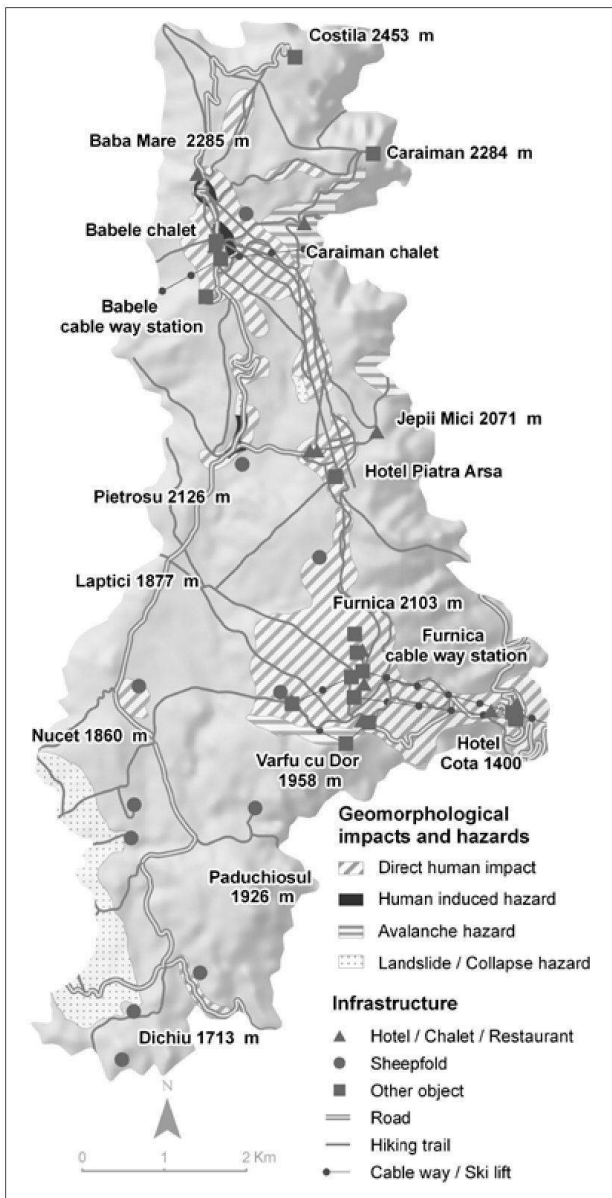 Costila 2453 m
Baba Mare 2285 m
Caraiman 2284 m
Babele chalet
Caraiman chalet
Babele
cable way station
Jepii Mici 2071 m
Hotel Piatra Arsa
Pietrosu 2126 m
Laptici 1877 m
Furnica 2103 m
Furnica
cable way station
Nucet 1860 m
Varfu cu Dor
1958 m
Hotel
Cota 1400
Paduchiosul
1926 m
Dichiu 1713 m
Geomorphological
impacts and hazards
Direct human impact
Human induced hazard
Avalanche hazard
Landslide / Collapse hazard
Infrastructure
Hotel / Chalet / Restaurant
Sheepfold
Other object
Road
Hiking trail
Cable way / Ski lift
N
0 1 2 Km